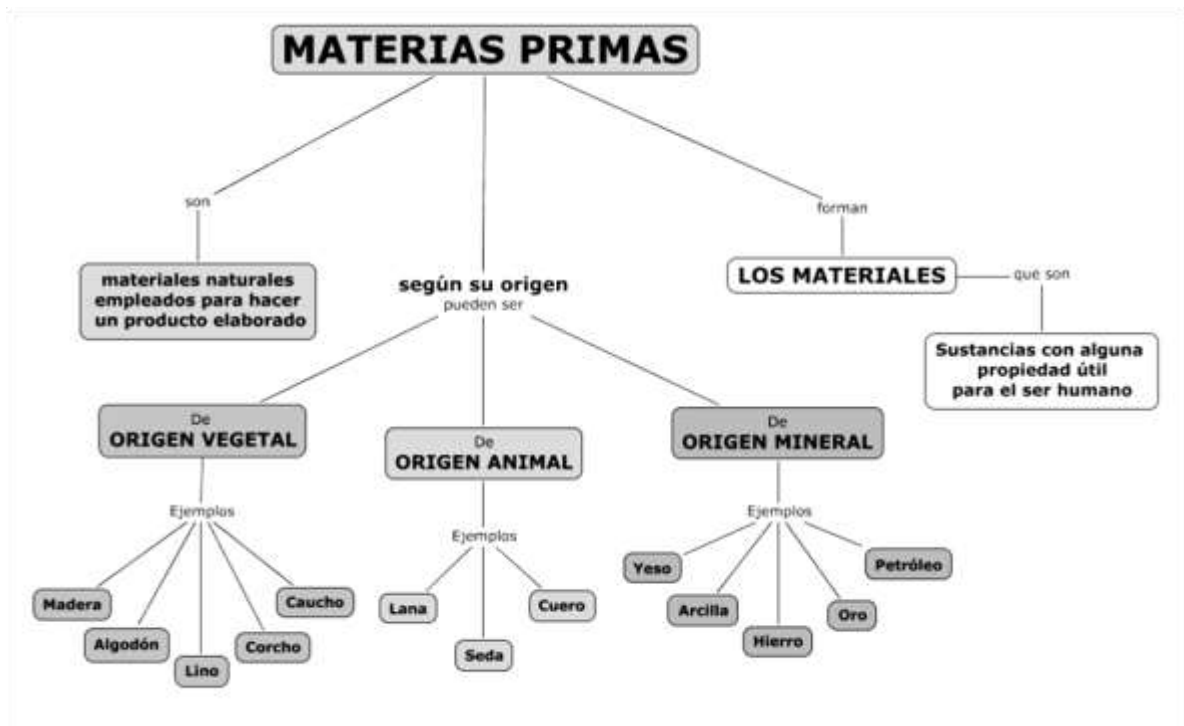 MATERIAS PRIMAS
son
materiales naturales
empleados para hacer
un producto elaborado
según su origen
pueden ser
forman
LOS MATERIALES
que son
Sustancias con alguna
propiedad útil
para el ser humano
De
ORIGEN VEGETAL
Ejemplos
Madera
Algodón
Lino
Corcho
Caucho
De
ORIGEN ANIMAL
Ejemplos
Lana
Seda
Cuero
De
ORIGEN MINERAL
Ejemplos
Yeso
Arcilla
Hierro
Oro
Petróleo